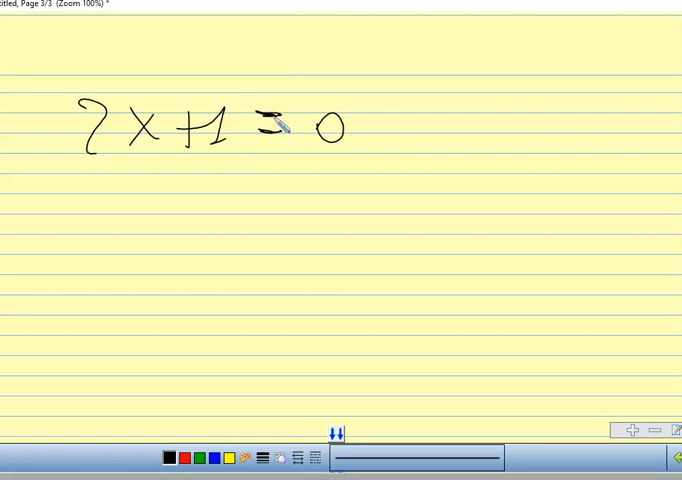 titled, Page 3/3 (Zoom 100%) *
2x+1=0